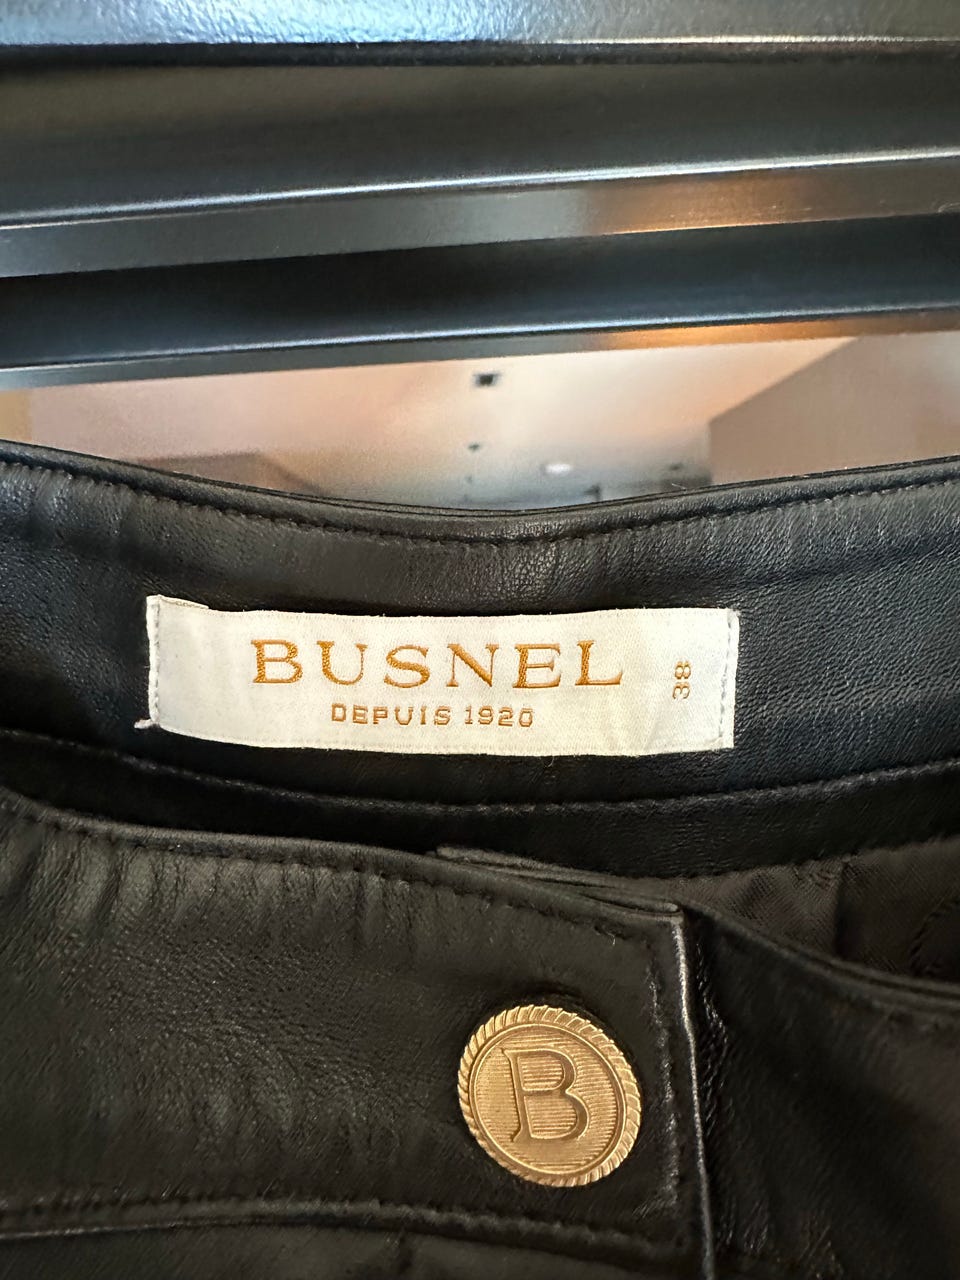 BUSNEL
DEPUIS 1920
38
B